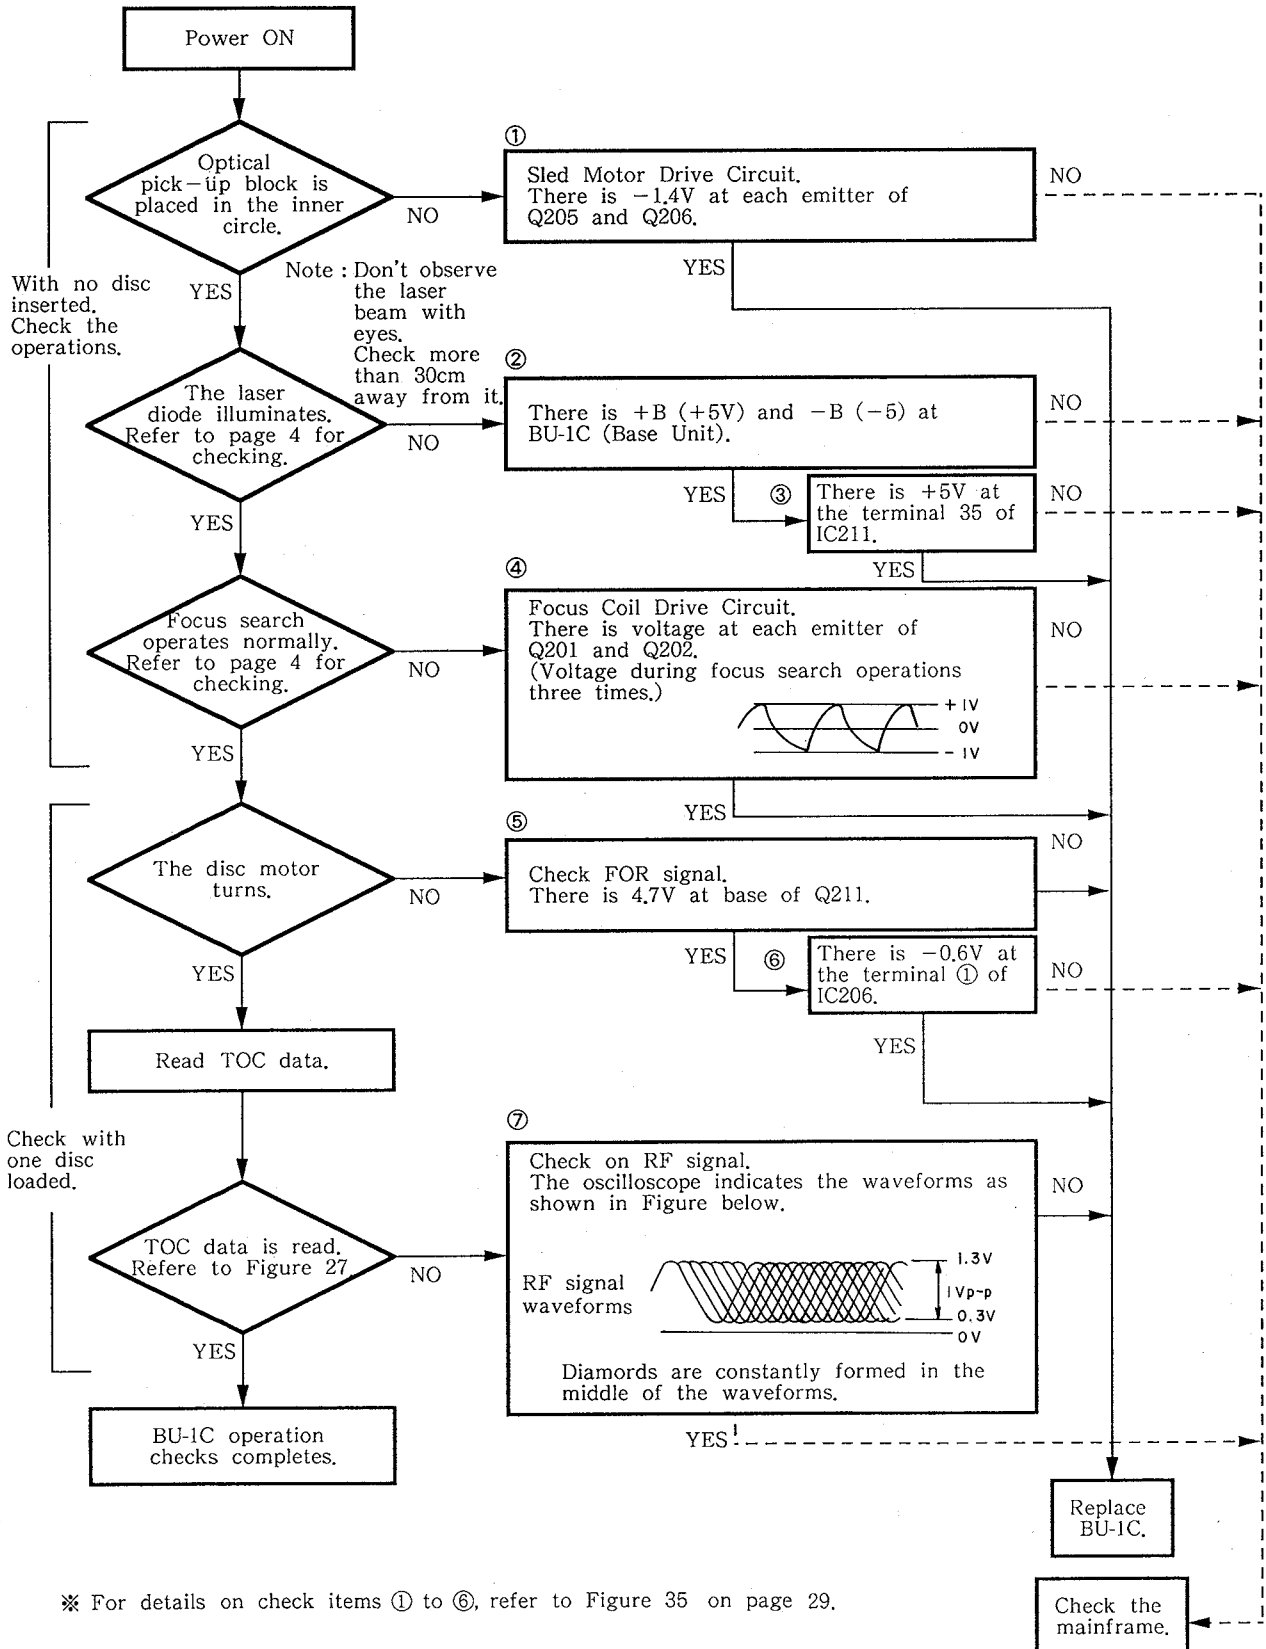 Power ON
Optical
pick-up block is
placed in the inner
circle.
NO
YES
①
Sled Motor Drive Circuit.
There is -1.4V at each emitter of
Q205 and Q206.
NO
YES
With no disc
inserted.
Check the
operations.
Note : Don't observe
the laser
beam with
eyes.
Check more
than 30cm
away from it.
The laser
diode illuminates.
Refer to page 4 for
checking.
NO
YES
②
There is +B (+5V) and -B (-5) at
BU-1C (Base Unit).
NO
YES
③
There is +5V at
the terminal 35 of
IC211.
NO
YES
Focus search
operates normally.
Refer to page 4 for
checking.
NO
YES
④
Focus Coil Drive Circuit.
There is voltage at each emitter of
Q201 and Q202.
(Voltage during focus search operations
three times.)
+1V
0V
-1V
NO
YES
The disc motor
turns.
NO
YES
⑤
Check FOR signal.
There is 4.7V at base of Q211.
NO
YES
⑥
There is -0.6V at
the terminal ① of
IC206.
NO
YES
Read TOC data.
Check with
one disc
loaded.
TOC data is read.
Refere to Figure 27
NO
YES
⑦
Check on RF signal.
The oscilloscope indicates the waveforms as
shown in Figure below.
RF signal
waveforms
1.3V
1Vp-p
0.3V
0V
Diamords are constantly formed in the
middle of the waveforms.
NO
YES
BU-1C operation
checks completes.
Replace
BU-1C.
Check the
mainframe.
※ For details on check items ① to ⑥, refer to Figure 35 on page 29.